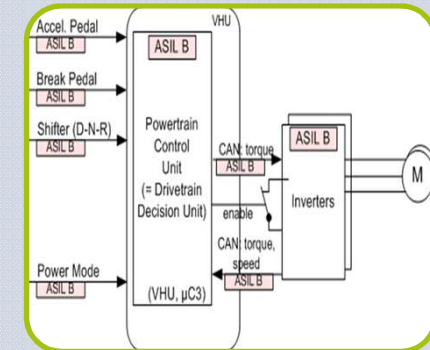 Accel. Pedal
ASIL B
Break Pedal
ASIL B
Shifter (D-N-R)
ASIL B
Power Mode
ASIL B
VHU
ASIL B
Powertrain
Control
Unit
(= Drivetrain
Decision Unit)
(VHU, µC3)
CAN: torque
ASIL B
enable
CAN: torque,
speed
ASIL B
ASIL B
Inverters
M